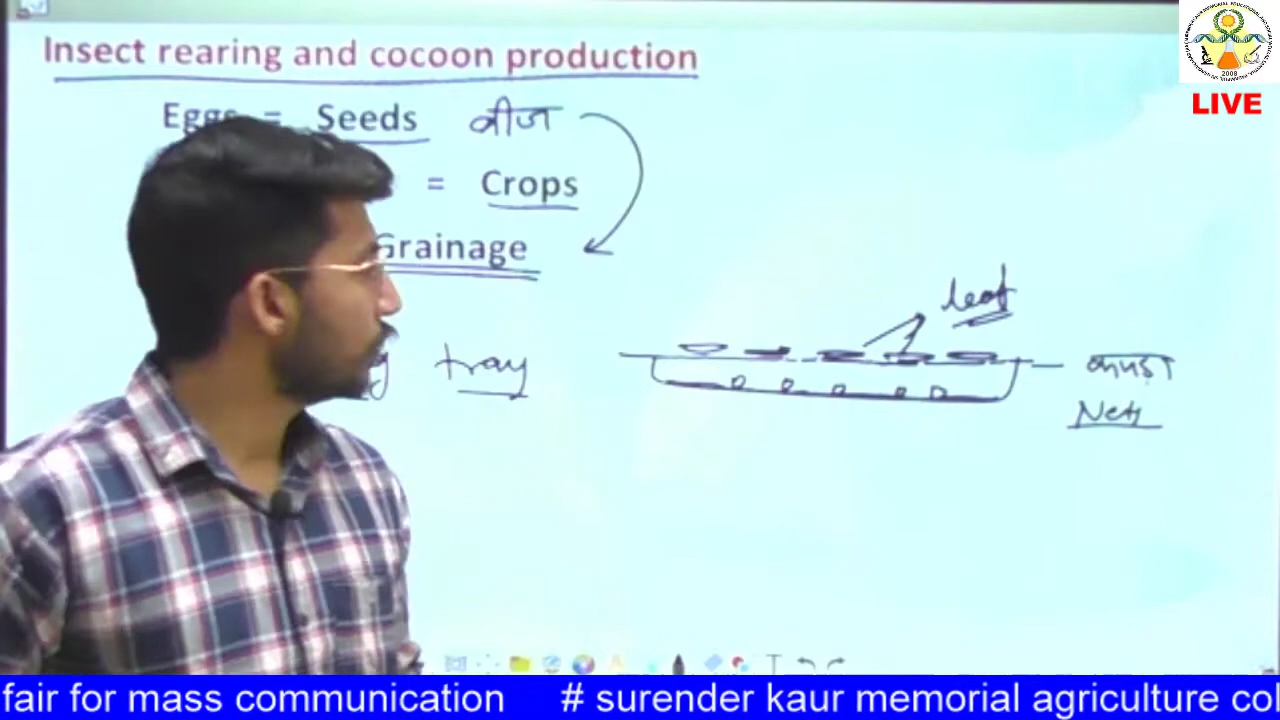 Insect rearing and cocoon production
LIVE
Eggs = Seeds बीज
= Crops
Grainage
leaf
tray
कपड़ा
Net
2008
fair for mass communication # surender kaur memorial agriculture col